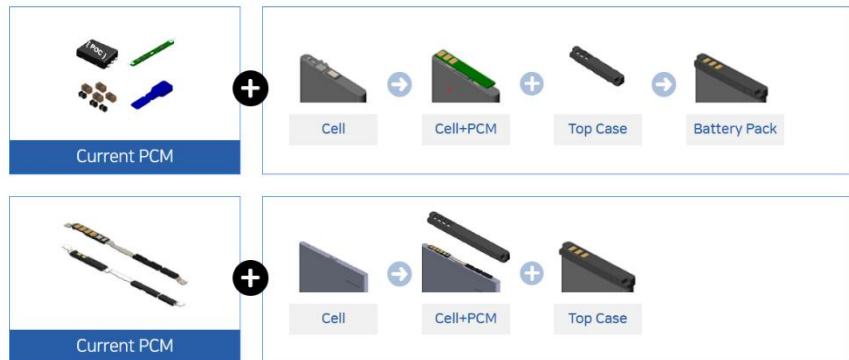 [POC]
Cell
Cell+PCM
Top Case
Battery Pack
Current PCM
Cell
Cell+PCM
Top Case
Current PCM